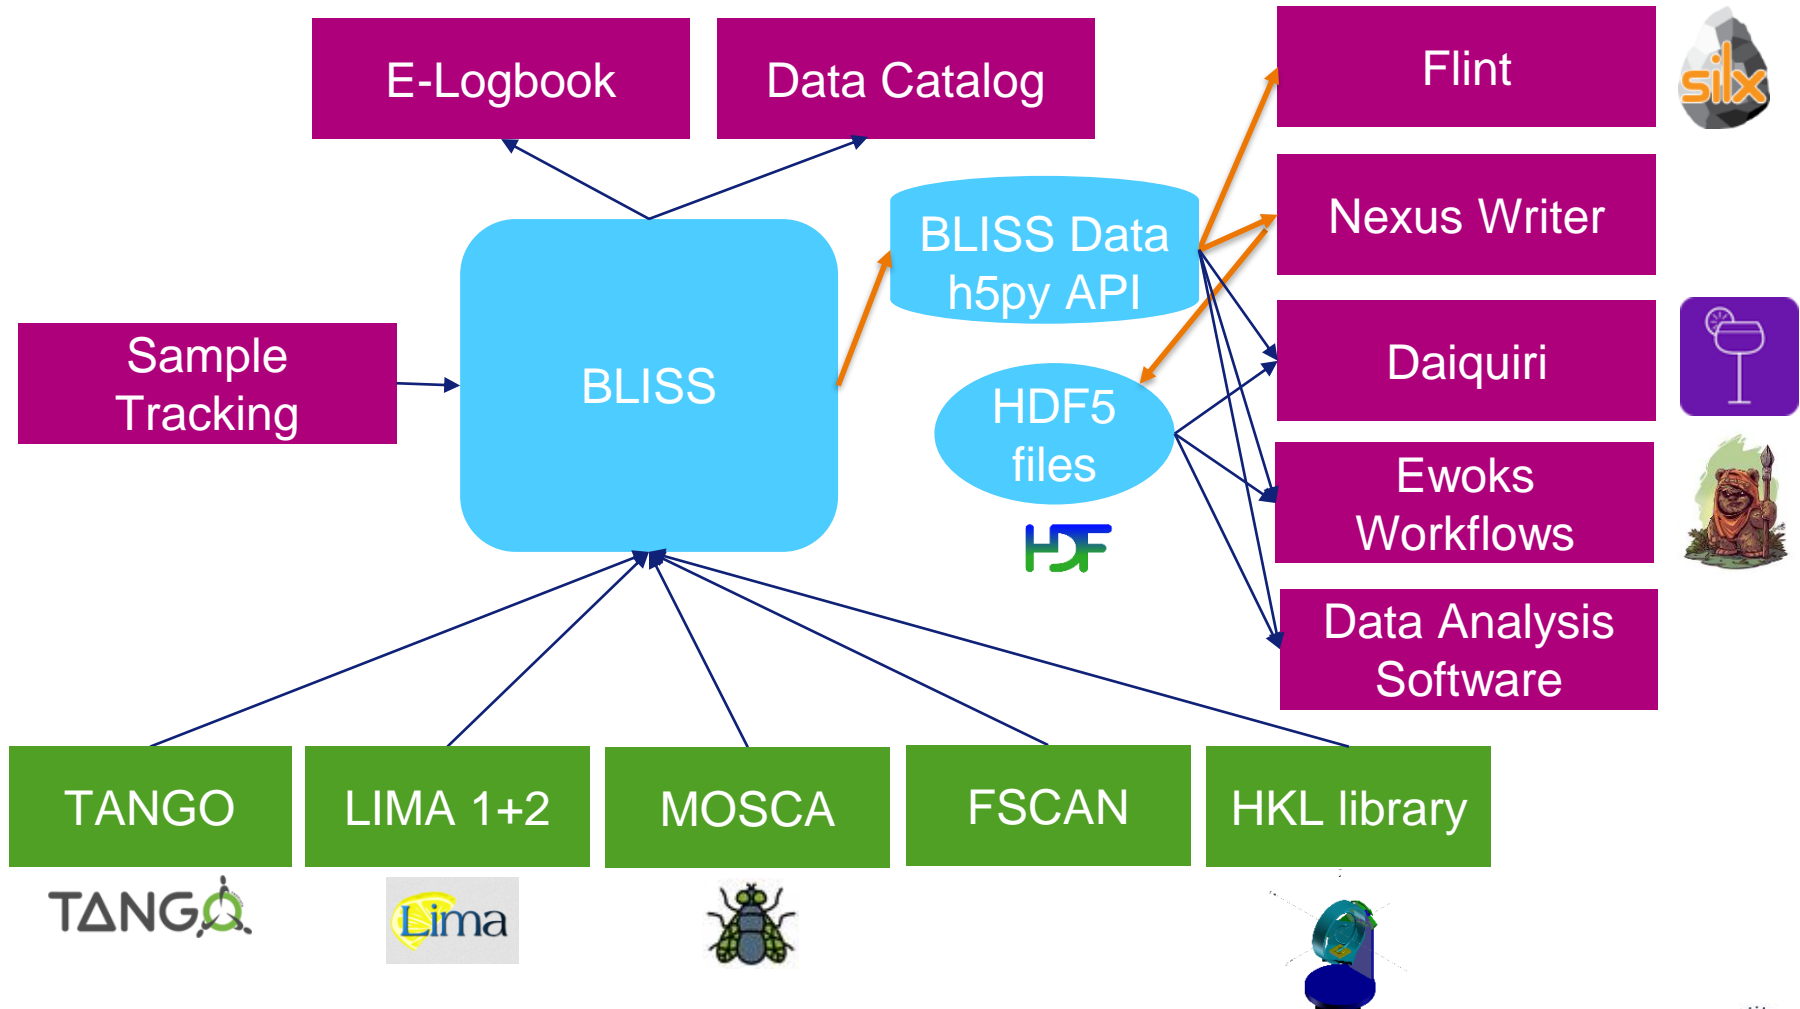 E-Logbook
Data Catalog
Flint
silx
Nexus Writer
BLISS Data
h5py API
Sample
Tracking
BLISS
Daiquiri
HDF5
files
HDF
Ewoks
Workflows
Data Analysis
Software
TANGO
LIMA 1+2
MOSCA
FSCAN
HKL library
TANGO
Lima